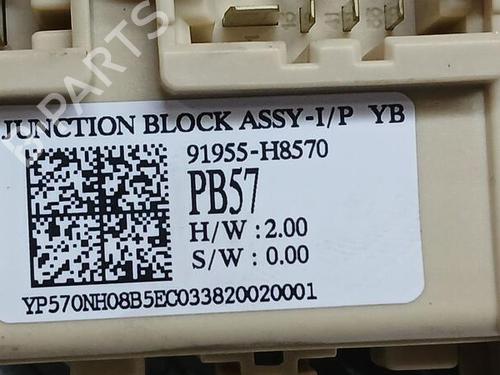 JUNCTION BLOCK ASSY-I/P YB
91955-H8570
PB57
H/W : 2.00
S/W : 0.00
YP570NH08B5EC033820020001